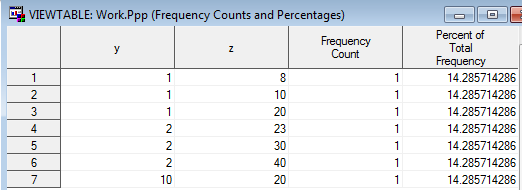 VIEWTABLE: Work.Ppp (Frequency Counts and Percentages)
y z Frequency Count Percent of Total Frequency
1 1 8 1 14.285714286
2 1 10 1 14.285714286
3 1 20 1 14.285714286
4 2 23 1 14.285714286
5 2 30 1 14.285714286
6 2 40 1 14.285714286
7 10 20 1 14.285714286